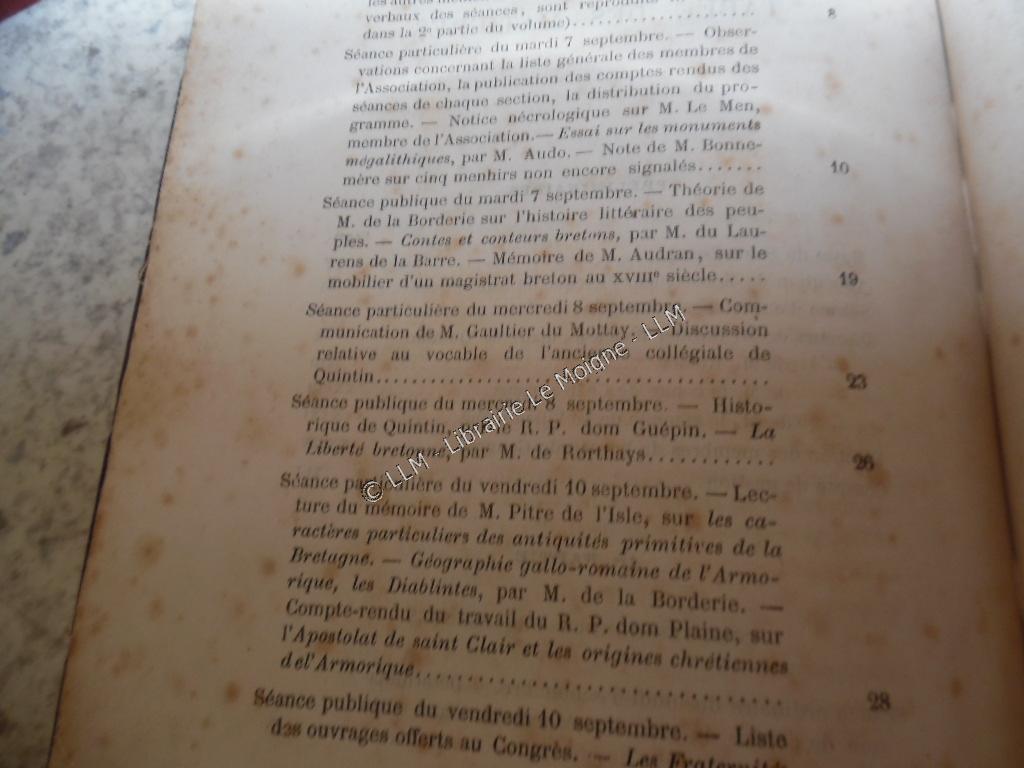 verbaux des séances, sont reproduits
dans la 2e partie du volume).................... 8
Séance particulière du mardi 7 septembre. — Obser-
vations concernant la liste générale des membres de
l'Association, la publication des comptes rendus des
séances de chaque section, la distribution du pro-
gramme. — Notice nécrologique sur M. Le Men,
membre de l'Association. — Essai sur les monuments
mégalithiques, par M. Audo. — Note de M. Bonne-
mère sur cinq menhirs non encore signalés....... 10
Séance publique du mardi 7 septembre. — Théorie de
M. de la Borderie sur l'histoire littéraire des peu-
ples. — Contes et conteurs bretons, par M. du Lau-
rens de la Barre. — Mémoire de M. Audran, sur le
mobilier d'un magistrat breton au XVIIIe siècle..... 19
Séance particulière du mercredi 8 septembre. — Com-
munication de M. Gaultier du Mottay. — Discussion
relative au vocable de l'ancienne collégiale de
Quintin........................................ 23
Séance publique du mercredi 8 septembre. — Histo-
rique de Quintin, par le R. P. dom Guépin. — La
Liberté bretonne, par M. de Rorthays............ 26
Séance particulière du vendredi 10 septembre. — Lec-
ture du mémoire de M. Pitre de l'Isle, sur les ca-
ractères particuliers des antiquités primitives de la
Bretagne. — Géographie gallo-romaine de l'Armo-
rique, les Diablintes, par M. de la Borderie. —
Compte-rendu du travail du R. P. dom Plaine, sur
l'Apostolat de saint Clair et les origines chrétiennes
del'Armorique.................................. 28
Séance publique du vendredi 10 septembre. — Liste
des ouvrages offerts au Congrès. — Les Fraternités
© LLM - Librairie Le Moigne - LLM